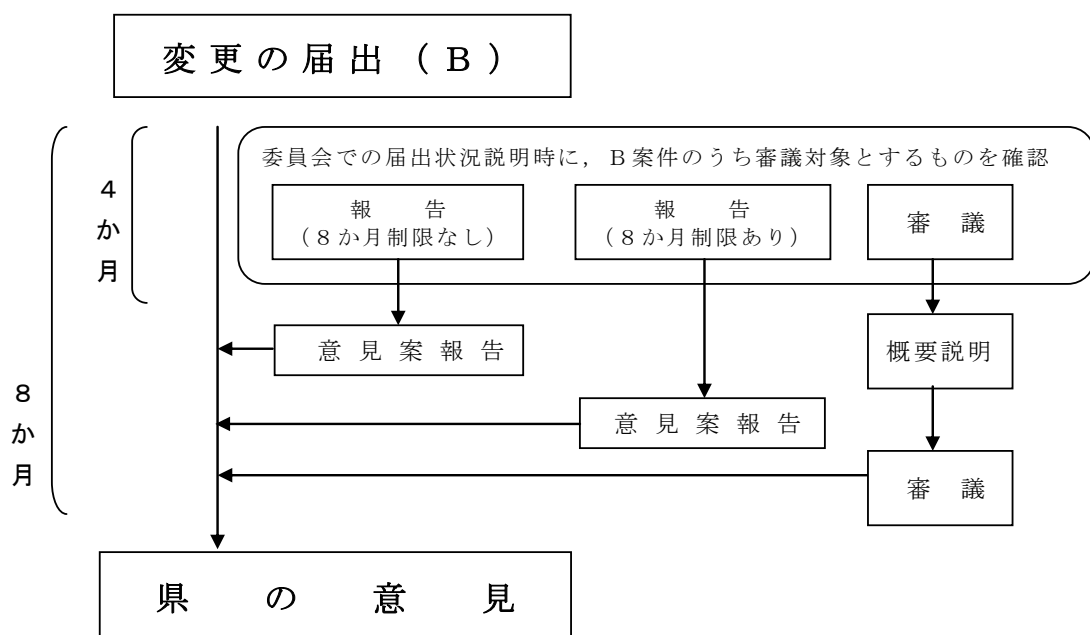 変更の届出（Ｂ）
４か月
８か月
委員会での届出状況説明時に，Ｂ案件のうち審議対象とするものを確認
報　告
（８か月制限なし）
報　告
（８か月制限あり）
審　議
意見案報告
概要説明
意見案報告
審　議
県の意見